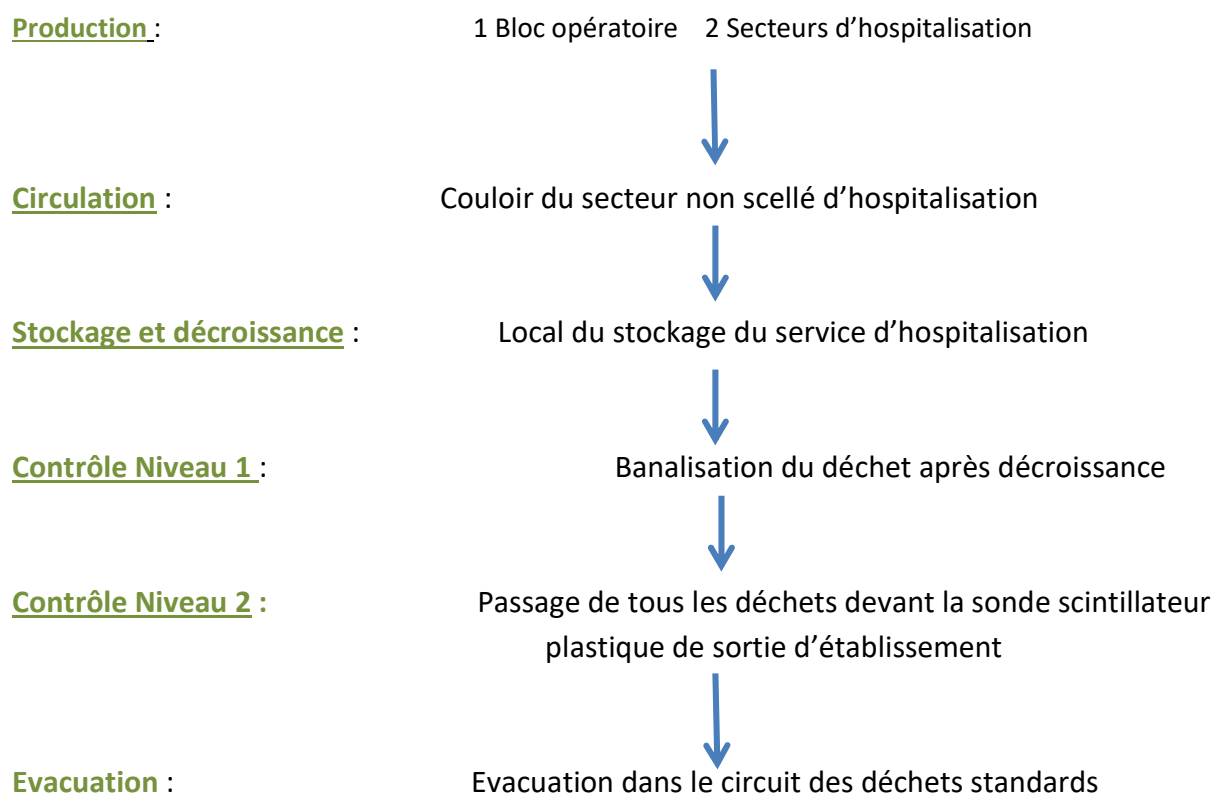 Production : 1 Bloc opératoire 2 Secteurs d’hospitalisation
Circulation : Couloir du secteur non scellé d’hospitalisation
Stockage et décroissance : Local du stockage du service d’hospitalisation
Contrôle Niveau 1 : Banalisation du déchet après décroissance
Contrôle Niveau 2 : Passage de tous les déchets devant la sonde scintillateur
plastique de sortie d’établissement
Evacuation : Evacuation dans le circuit des déchets standards